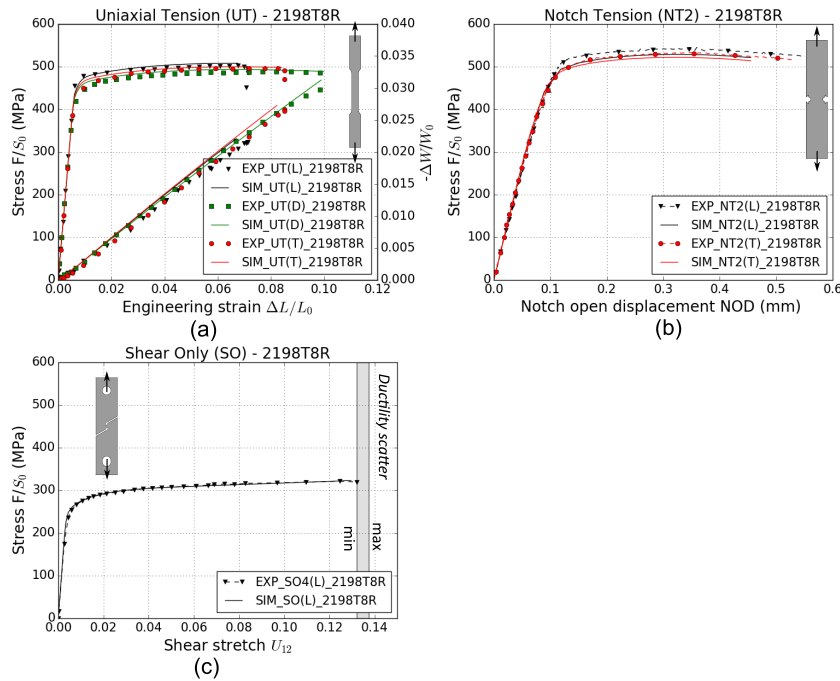 Uniaxial Tension (UT) - 2198T8R
600
500
400
300
200
100
0
Stress F/S₀ (MPa)
0.040
0.035
0.030
0.025
0.020
0.015
0.010
0.005
0.000
-ΔW/W₀
EXP_UT(L)_2198T8R
SIM_UT(L)_2198T8R
EXP_UT(D)_2198T8R
SIM_UT(D)_2198T8R
EXP_UT(T)_2198T8R
SIM_UT(T)_2198T8R
0.00 0.02 0.04 0.06 0.08 0.10 0.12
Engineering strain ΔL/L₀
(a)
Notch Tension (NT2) - 2198T8R
600
500
400
300
200
100
0
Stress F/S₀ (MPa)
EXP_NT2(L)_2198T8R
SIM_NT2(L)_2198T8R
EXP_NT2(T)_2198T8R
SIM_NT2(T)_2198T8R
0.0 0.1 0.2 0.3 0.4 0.5 0.6
Notch open displacement NOD (mm)
(b)
Shear Only (SO) - 2198T8R
600
500
400
300
200
100
0
Stress F/S₀ (MPa)
Ductility scatter
min
max
EXP_SO4(L)_2198T8R
SIM_SO(L)_2198T8R
0.00 0.02 0.04 0.06 0.08 0.10 0.12 0.14
Shear stretch U₁₂
(c)